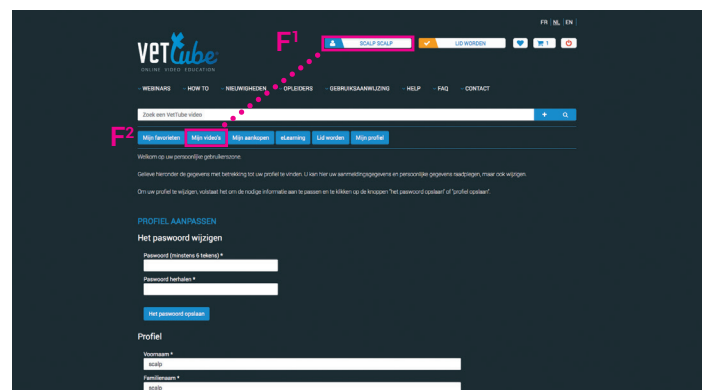 FR | NL | EN
VETCube
ONLINE VIDEO EDUCATION
F1
SCALP SCALP
LID WORDEN
1
WEBINARS
HOW TO
NIEUWIGHEDEN
OPLEIDERS
GEBRUIKSAANWIJZING
HELP
FAQ
CONTACT
Zoek een VetTube video
+
F2
Mijn favorieten
Mijn video's
Mijn aankopen
eLearning
Lid worden
Mijn profiel
Welkom op uw persoonlijke gebruikerszone.
Gelieve hieronder de gegevens met betrekking tot uw profiel te vinden. U kan hier uw aanmeldingsgegevens en persoonlijke gegevens raadplegen, maar ook wijzigen.
Om uw profiel te wijzigen, volstaat het om de nodige informatie aan te passen en te klikken op de knoppen "het paswoord opslaan" of "profiel opslaan".
PROFIEL AANPASSEN
Het paswoord wijzigen
Paswoord (minstens 6 tekens) *
Paswoord herhalen *
Het paswoord opslaan
Profiel
Voornaam *
scalp
Familienaam *
scalp